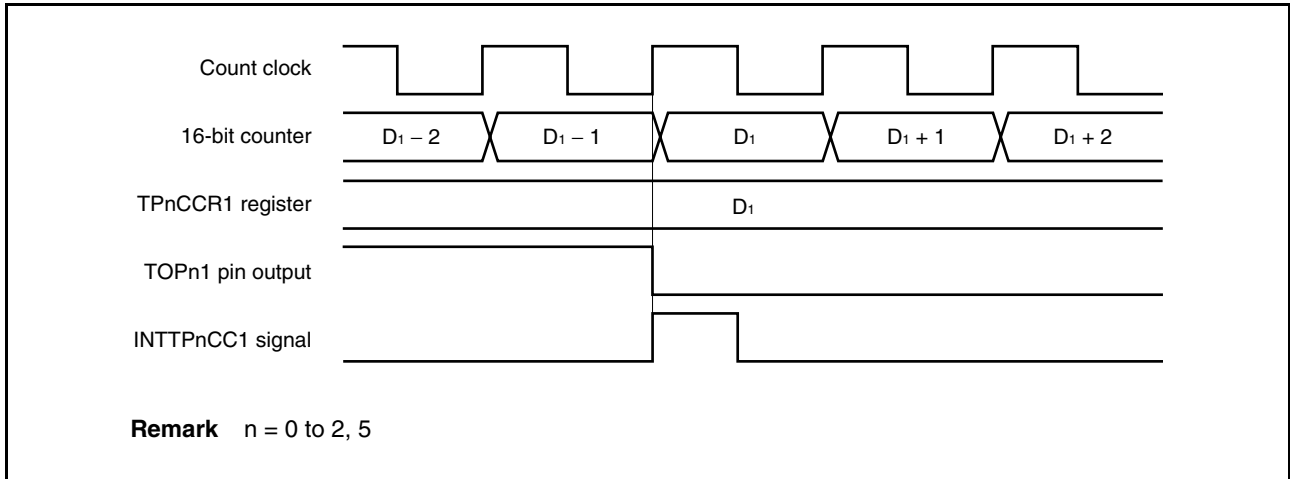 Count clock
16-bit counter D₁ − 2 D₁ − 1 D₁ D₁ + 1 D₁ + 2
TPnCCR1 register D₁
TOPn1 pin output
INTTPnCC1 signal
Remark n = 0 to 2, 5